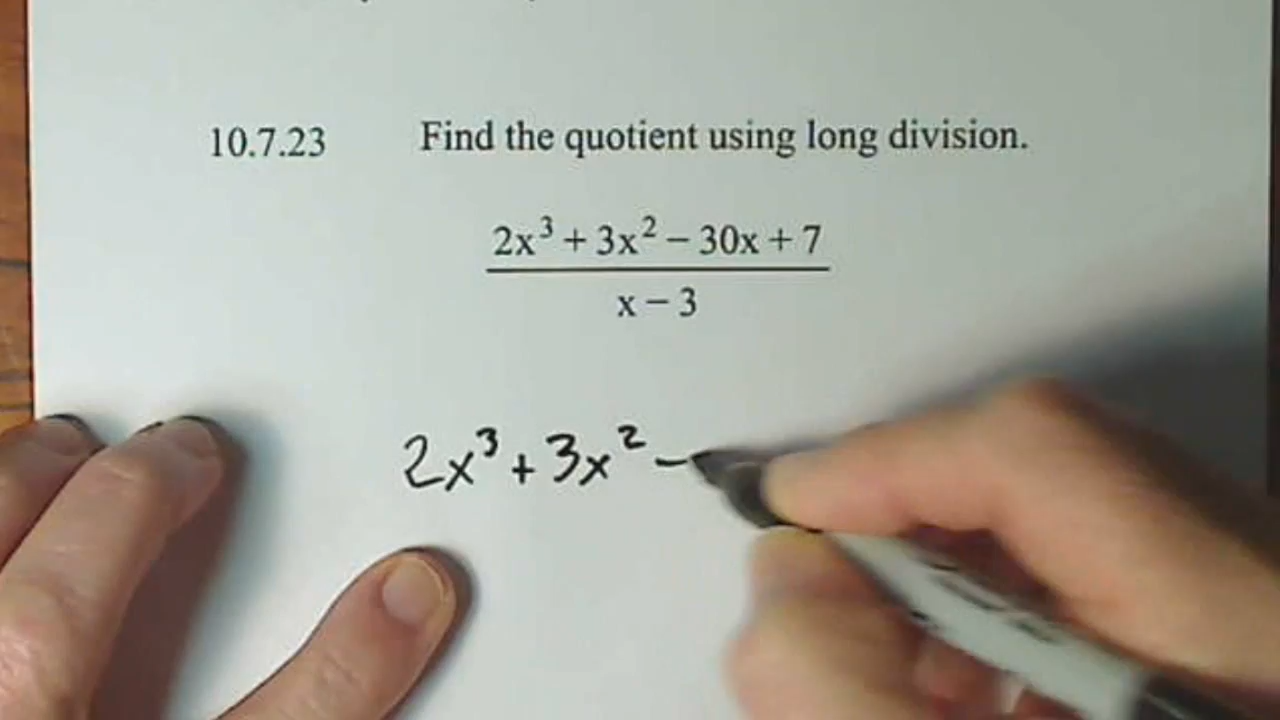 10.7.23 Find the quotient using long division.
2x³ + 3x² − 30x + 7
x − 3
2x³ + 3x² −